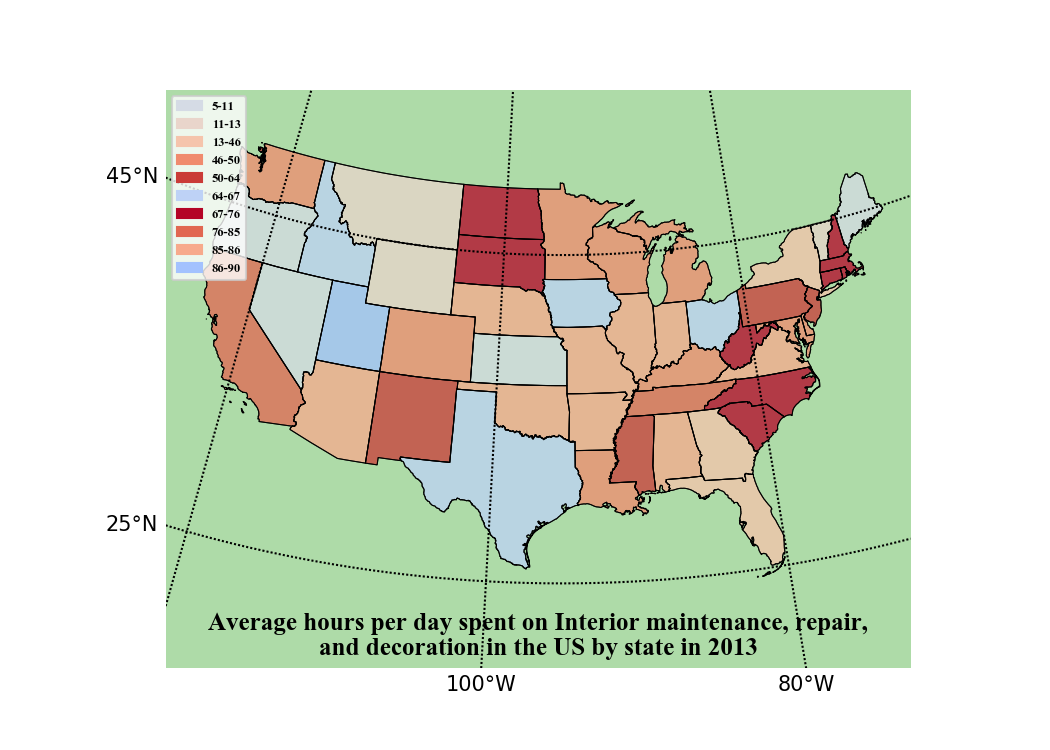 5-11
11-13
13-46
46-50
50-64
64-67
67-76
76-85
85-86
86-90
45°N
25°N
Average hours per day spent on Interior maintenance, repair,
and decoration in the US by state in 2013
100°W
80°W